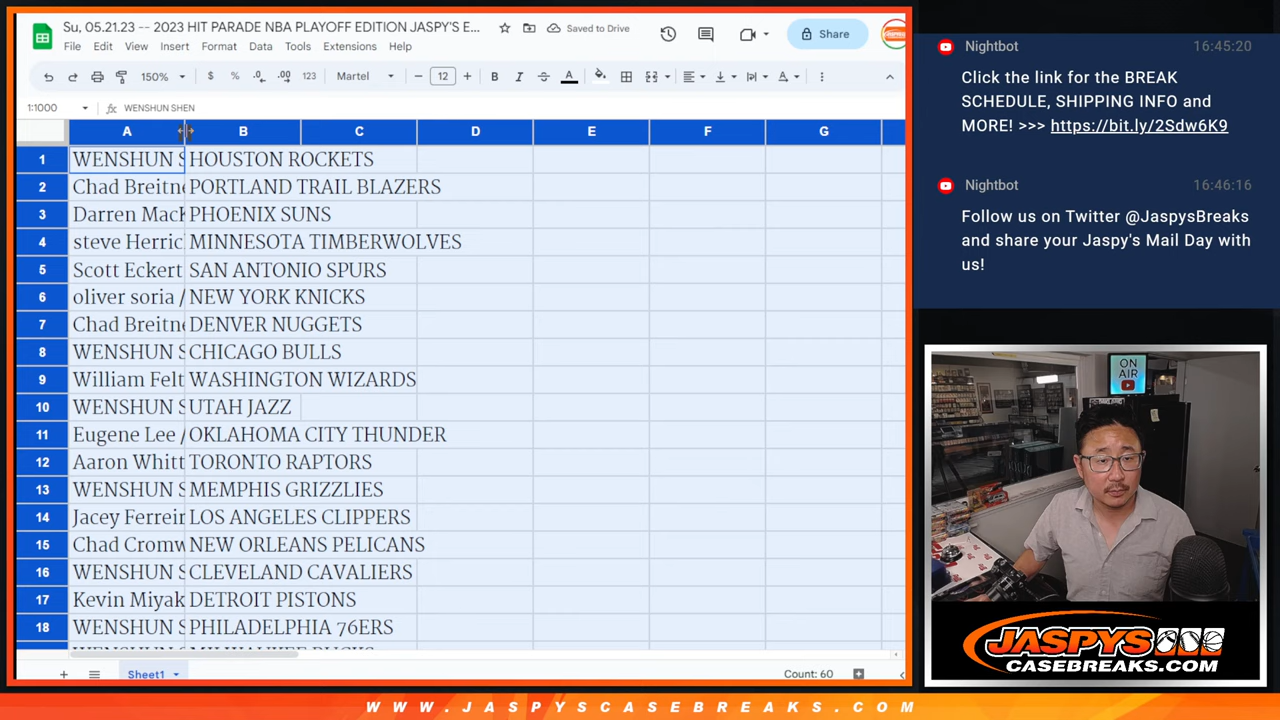 Su, 05.21.23 -- 2023 HIT PARADE NBA PLAYOFF EDITION JASPY'S E...
Saved to Drive
Share
File Edit View Insert Format Data Tools Extensions Help
150% $ % .0 .00 123 Martel 12
1:1000 fx WENSHUN SHEN
A B C D E F G
1 WENSHUN S HOUSTON ROCKETS
2 Chad Breitne PORTLAND TRAIL BLAZERS
3 Darren MacK PHOENIX SUNS
4 steve Herric MINNESOTA TIMBERWOLVES
5 Scott Eckert SAN ANTONIO SPURS
6 oliver soria / NEW YORK KNICKS
7 Chad Breitne DENVER NUGGETS
8 WENSHUN S CHICAGO BULLS
9 William Felt WASHINGTON WIZARDS
10 WENSHUN S UTAH JAZZ
11 Eugene Lee / OKLAHOMA CITY THUNDER
12 Aaron Whitt TORONTO RAPTORS
13 WENSHUN S MEMPHIS GRIZZLIES
14 Jacey Ferreir LOS ANGELES CLIPPERS
15 Chad Cromw NEW ORLEANS PELICANS
16 WENSHUN S CLEVELAND CAVALIERS
17 Kevin Miyak DETROIT PISTONS
18 WENSHUN S PHILADELPHIA 76ERS
Sheet1
Count: 60
Nightbot 16:45:20
Click the link for the BREAK
SCHEDULE, SHIPPING INFO and
MORE! >>> https://bit.ly/2Sdw6K9
Nightbot 16:46:16
Follow us on Twitter @JaspysBreaks
and share your Jaspy's Mail Day with
us!
ON
AIR
JASPYS
CASEBREAKS.COM
WWW.JASPYSCASEBREAKS.COM